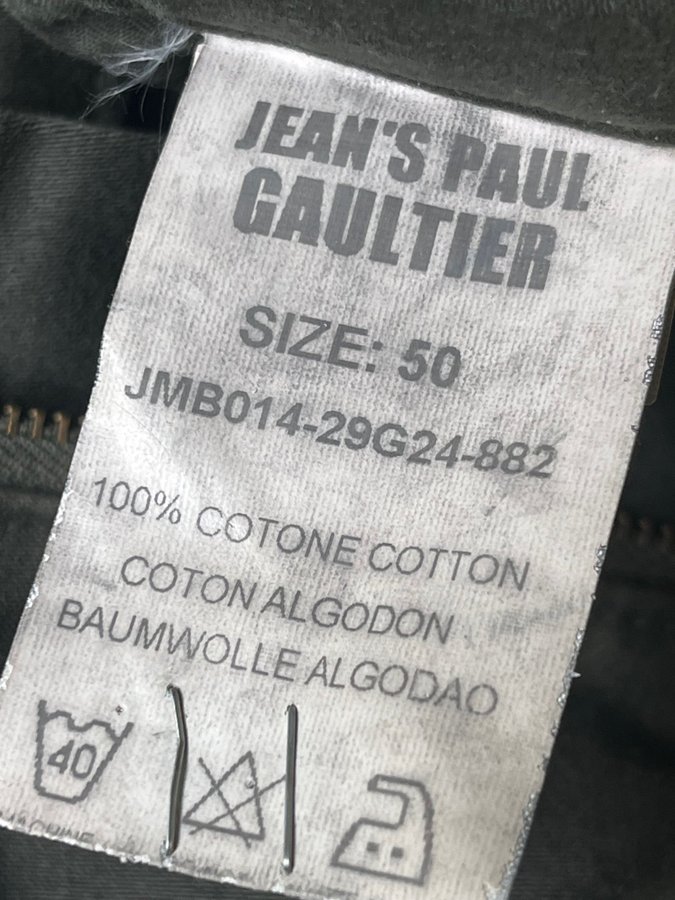 JEAN'S PAUL
GAULTIER
SIZE: 50
JMB014-29G24-882
100% COTONE COTTON
COTON ALGODON
BAUMWOLLE ALGODAO
40